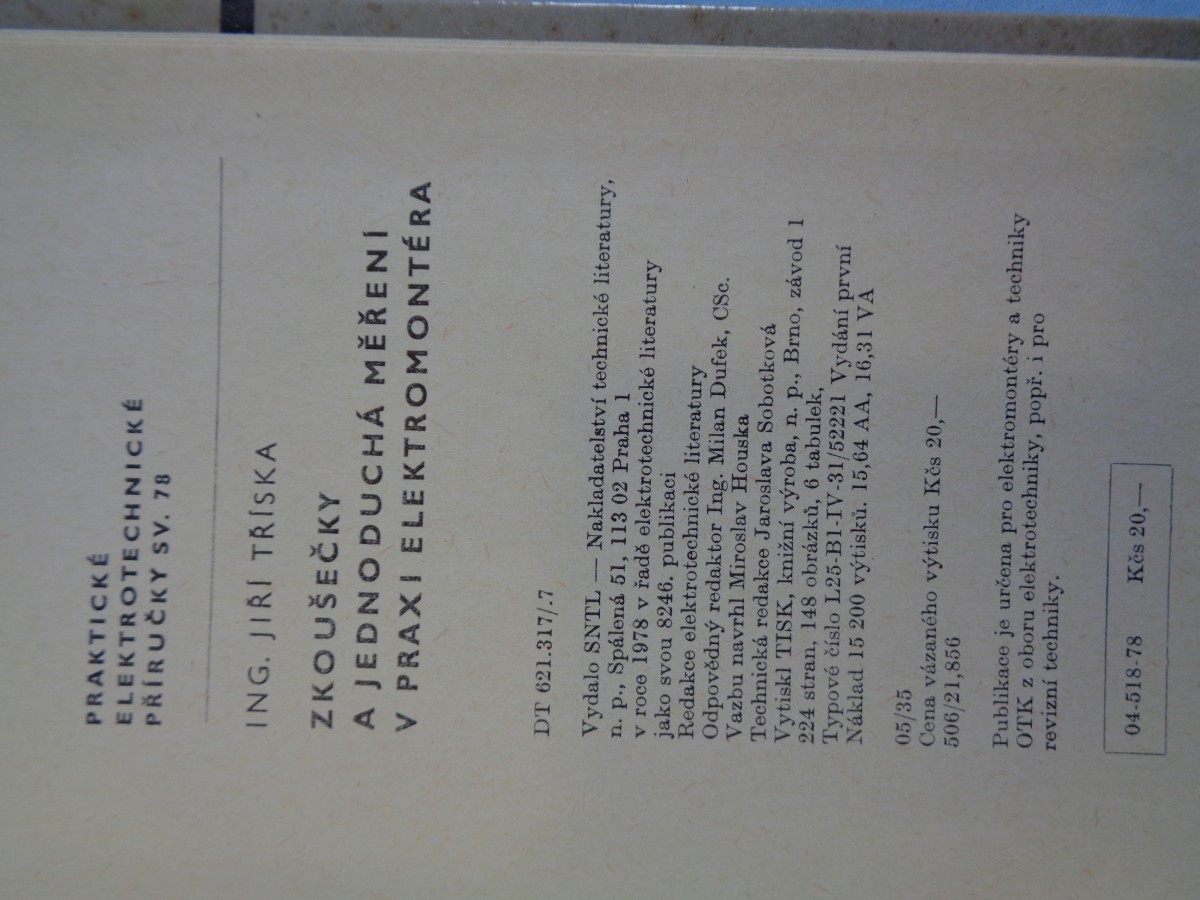 PRAKTICKÉ
ELEKTROTECHNICKÉ
PŘÍRUČKY SV. 78
ING. JIŘÍ TŘÍSKA
ZKOUŠEČKY
A JEDNODUCHÁ MĚŘENÍ
V PRAXI ELEKTROMONTÉRA
DT 621.317/.7
Vydalo SNTL — Nakladatelství technické literatury,
n. p., Spálená 51, 113 02 Praha 1
v roce 1978 v řadě elektrotechnické literatury
jako svou 8246. publikaci
Redakce elektrotechnické literatury
Odpovědný redaktor Ing. Milan Dufek, CSc.
Vazbu navrhl Miroslav Houska
Technická redakce Jaroslava Sobotková
Vytiskl TISK, knižní výroba, n. p., Brno, závod 1
224 stran, 148 obrázků, 6 tabulek,
Typové číslo L25-B1-IV-31/52221 Vydání první
Náklad 15 200 výtisků. 15,64 AA, 16,31 VA
05/35
Cena vázaného výtisku Kčs 20,—
506/21,856
Publikace je určena pro elektromontéry a techniky
OTK z oboru elektrotechniky, popř. i pro
revizní techniky.
04-518-78 Kčs 20,—